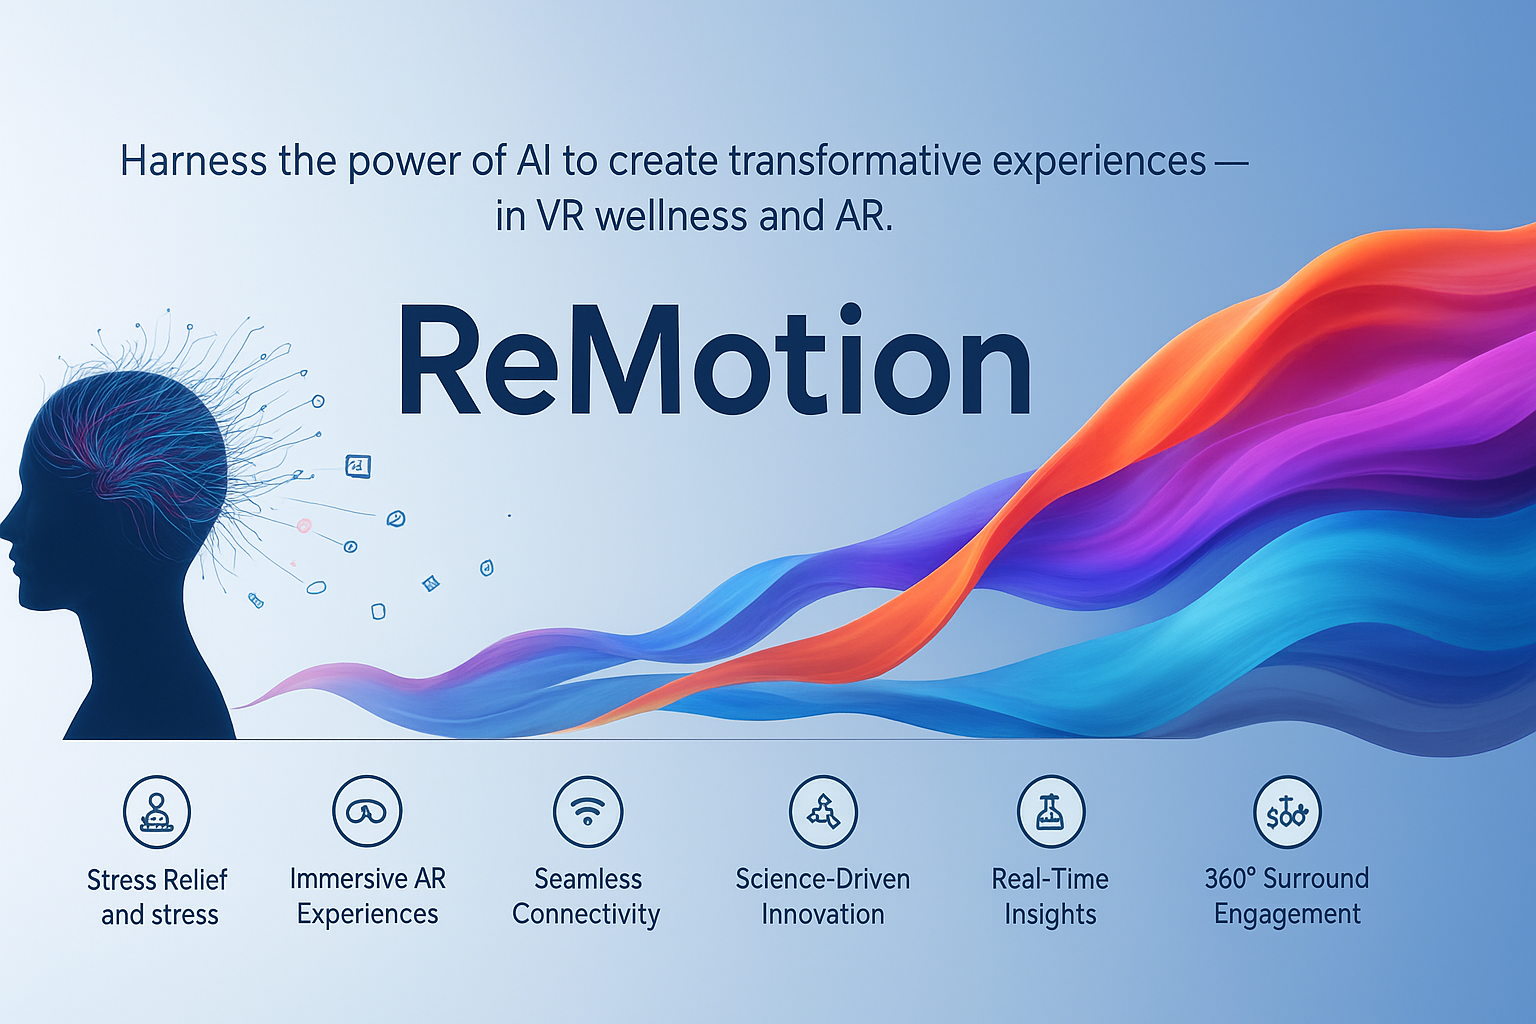 Harness the power of AI to create transformative experiences —
in VR wellness and AR.
ReMotion
Stress Relief
and stress
Immersive AR
Experiences
Seamless
Connectivity
Science-Driven
Innovation
Real-Time
Insights
360° Surround
Engagement